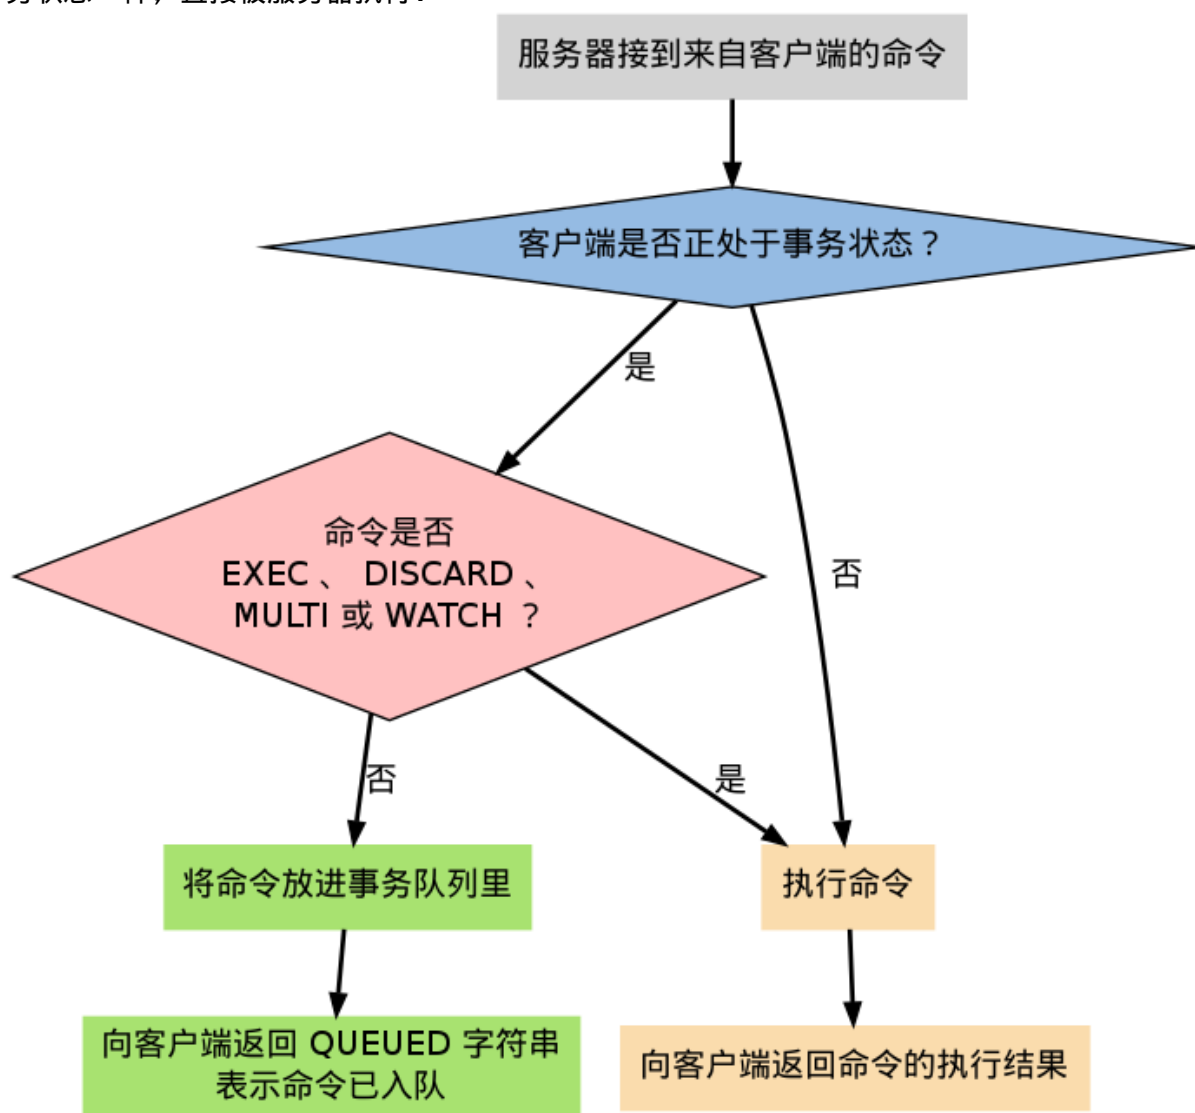 服务器接到来自客户端的命令
客户端是否正处于事务状态？
是
命令是否
EXEC 、 DISCARD 、
MULTI 或 WATCH ？
否
否
是
将命令放进事务队列里
执行命令
向客户端返回 QUEUED 字符串
表示命令已入队
向客户端返回命令的执行结果